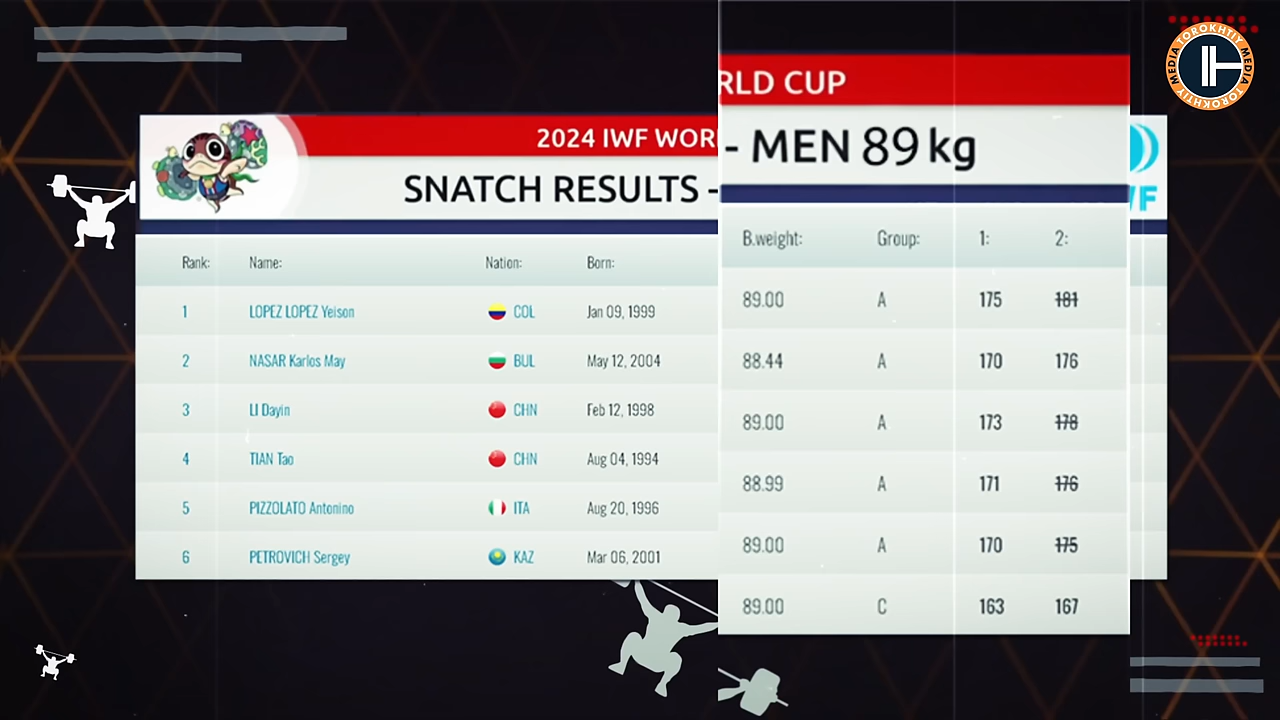 TOROKHTIY MEDIA TOROKHTIY MEDIA
2024 IWF WORLD CUP
SNATCH RESULTS - MEN 89 kg
Rank: Name: Nation: Born: B.weight: Group: 1: 2:
1 LOPEZ LOPEZ Yeison COL Jan 09, 1999 89.00 A 175 181
2 NASAR Karlos May BUL May 12, 2004 88.44 A 170 176
3 LI Dayin CHN Feb 12, 1998 89.00 A 173 178
4 TIAN Tao CHN Aug 04, 1994 88.99 A 171 176
5 PIZZOLATO Antonino ITA Aug 20, 1996 89.00 A 170 175
6 PETROVICH Sergey KAZ Mar 06, 2001 89.00 C 163 167